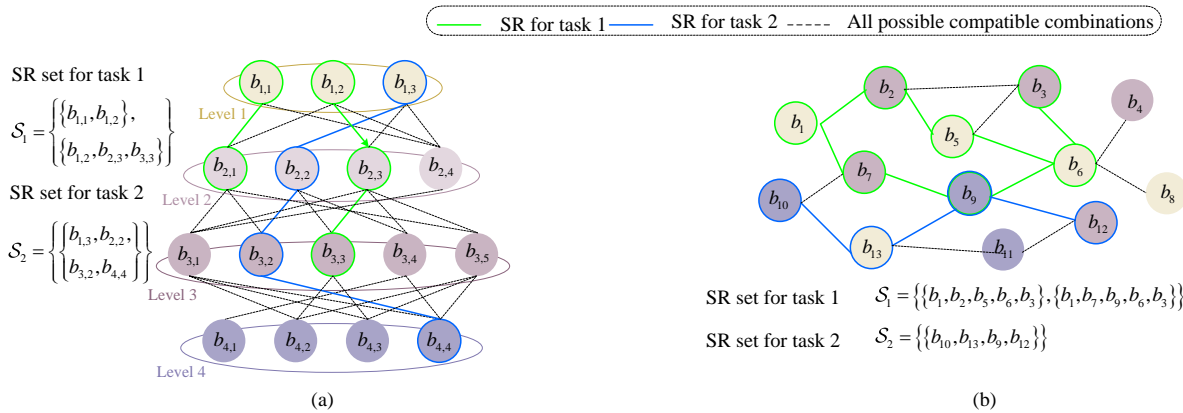 SR for task 1 SR for task 2 All possible compatible combinations
SR set for task 1
S₁ = {{b₁,₁, b₁,₂}, {b₁,₂, b₂,₃, b₃,₃}}
SR set for task 2
S₂ = {{b₁,₃, b₂,₂, b₃,₂, b₄,₄}}
b₁,₁ b₁,₂ b₁,₃
Level 1
b₂,₁ b₂,₂ b₂,₃ b₂,₄
Level 2
b₃,₁ b₃,₂ b₃,₃ b₃,₄ b₃,₅
Level 3
b₄,₁ b₄,₂ b₄,₃ b₄,₄
Level 4
(a)
b₁
b₂
b₃
b₄
b₅
b₆
b₇
b₈
b₉
b₁₀
b₁₁
b₁₂
b₁₃
SR set for task 1 S₁ = {{b₁, b₂, b₅, b₆, b₃}, {b₁, b₇, b₉, b₆, b₃}}
SR set for task 2 S₂ = {{b₁₀, b₁₃, b₉, b₁₂}}
(b)